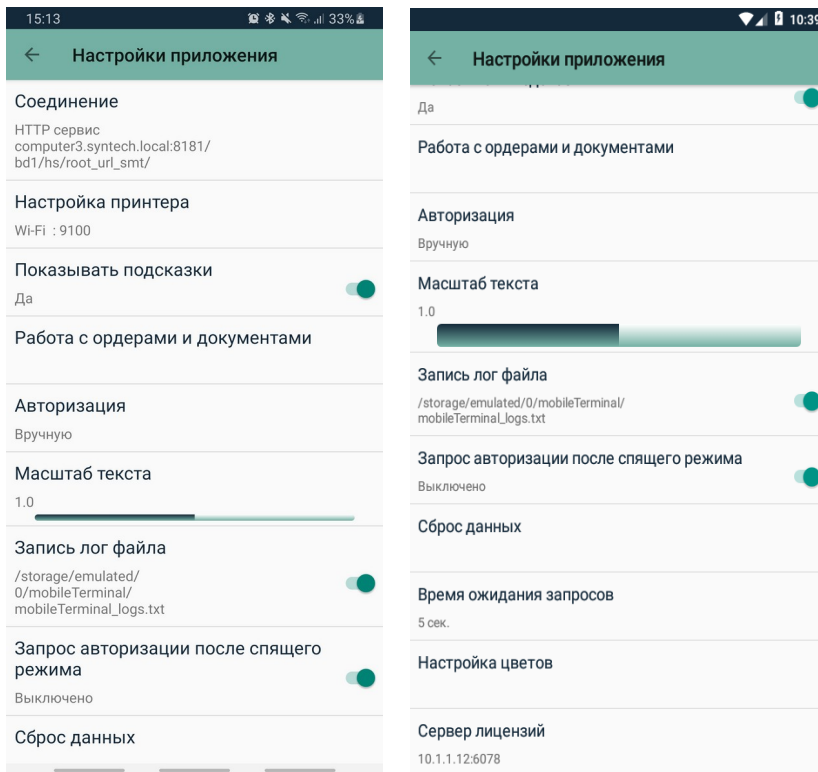 15:13
33%
Настройки приложения
Соединение
HTTP сервис
computer3.syntech.local:8181/
bd1/hs/root_url_smt/
Настройка принтера
Wi-Fi : 9100
Показывать подсказки
Да
Работа с ордерами и документами
Авторизация
Вручную
Масштаб текста
1.0
Запись лог файла
/storage/emulated/
0/mobileTerminal/
mobileTerminal_logs.txt
Запрос авторизации после спящего
режима
Выключено
Сброс данных
10:39
Настройки приложения
Да
Работа с ордерами и документами
Авторизация
Вручную
Масштаб текста
1.0
Запись лог файла
/storage/emulated/0/mobileTerminal/
mobileTerminal_logs.txt
Запрос авторизации после спящего режима
Выключено
Сброс данных
Время ожидания запросов
5 сек.
Настройка цветов
Сервер лицензий
10.1.1.12:6078